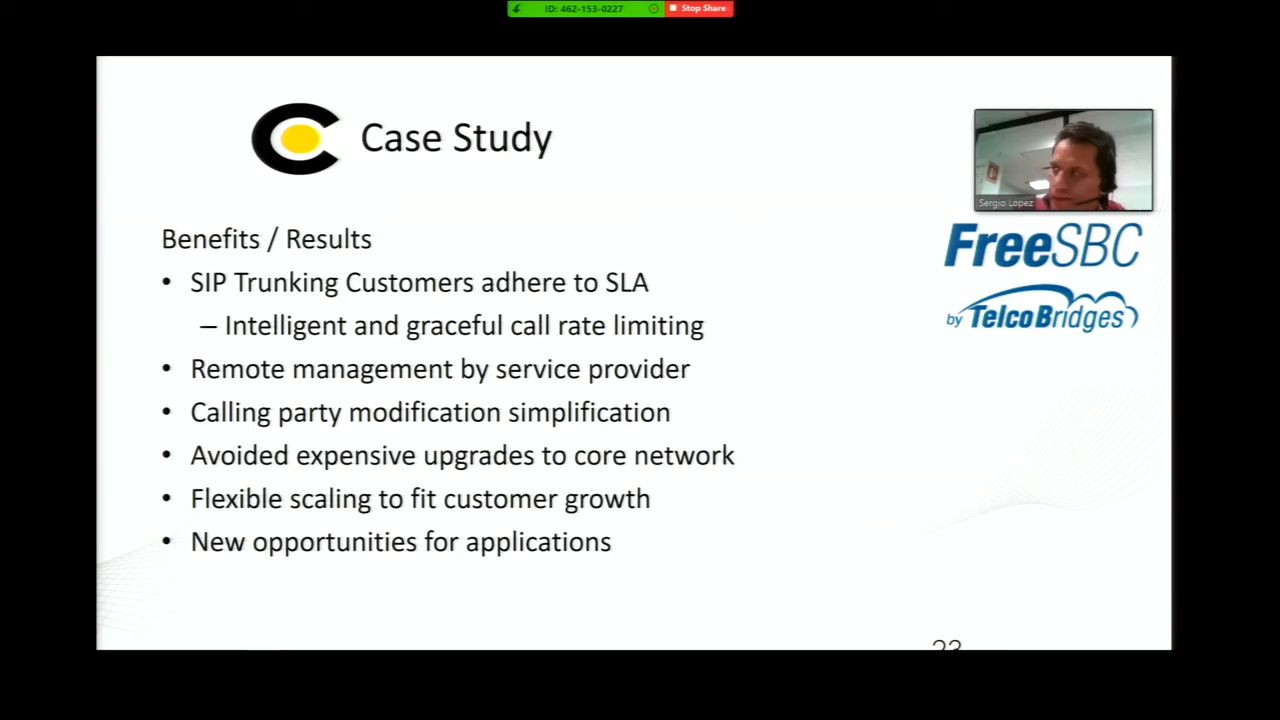 ID: 462-153-0227
Stop Share
Case Study
Sergio Lopez
FreeSBC
by TelcoBridges
Benefits / Results
• SIP Trunking Customers adhere to SLA
– Intelligent and graceful call rate limiting
• Remote management by service provider
• Calling party modification simplification
• Avoided expensive upgrades to core network
• Flexible scaling to fit customer growth
• New opportunities for applications
23